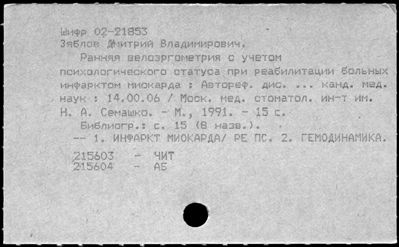 Шифр 02-21853
Зяблов Дмитрий Владимирович.
Ранняя велоэргометрия с учетом
психологического статуса при реабилитации больных
инфарктом миокарда : Автореф. дис. ... канд. мед.
наук : 14.00.06 / Моск. мед. стоматол. ин-т им.
Н. А. Семашко. - М., 1991. - 15 с.
Библиогр.: с. 15 (8 назв.).
-- 1. ИНФАРКТ МИОКАРДА/ РЕ ПС. 2. ГЕМОДИНАМИКА.
215603 - ЧИТ
215604 - АБ